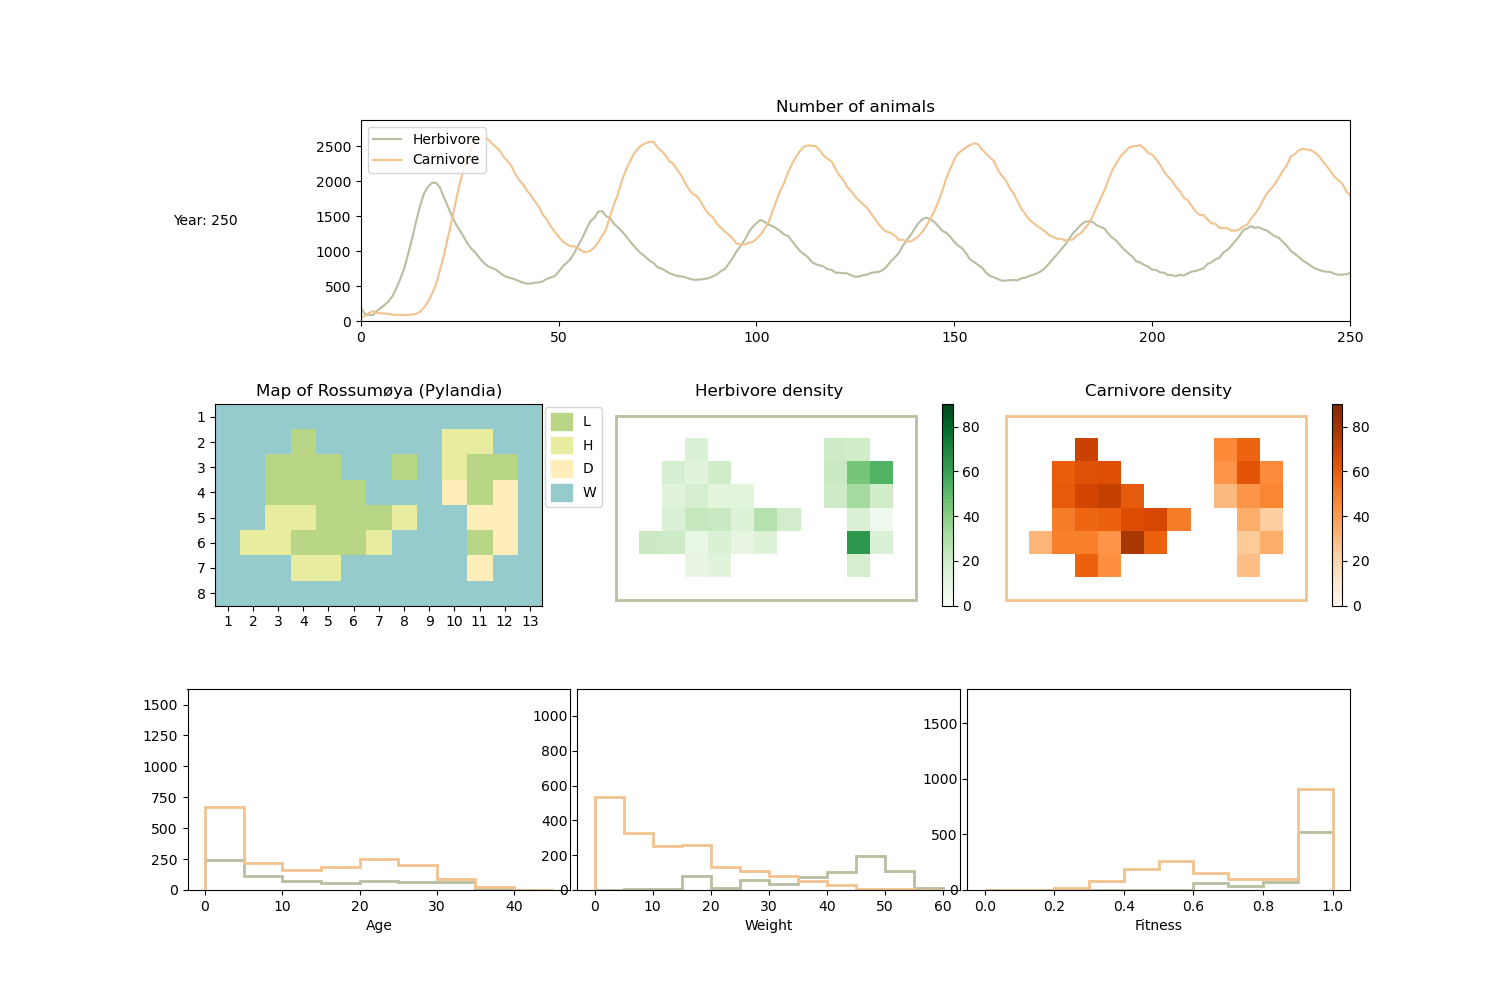 Number of animals
Herbivore
Carnivore
2500
2000
1500
1000
500
0
Year: 250
0 50 100 150 200 250
Map of Rossumøya (Pylandia)
Herbivore density
Carnivore density
1
2
3
4
5
6
7
8
1 2 3 4 5 6 7 8 9 10 11 12 13
L
H
D
W
80
60
40
20
0
80
60
40
20
0
1500
1250
1000
750
500
250
0
0 10 20 30 40
Age
1000
800
600
400
200
0
0 10 20 30 40 50 60
Weight
1500
1000
500
0
0.0 0.2 0.4 0.6 0.8 1.0
Fitness